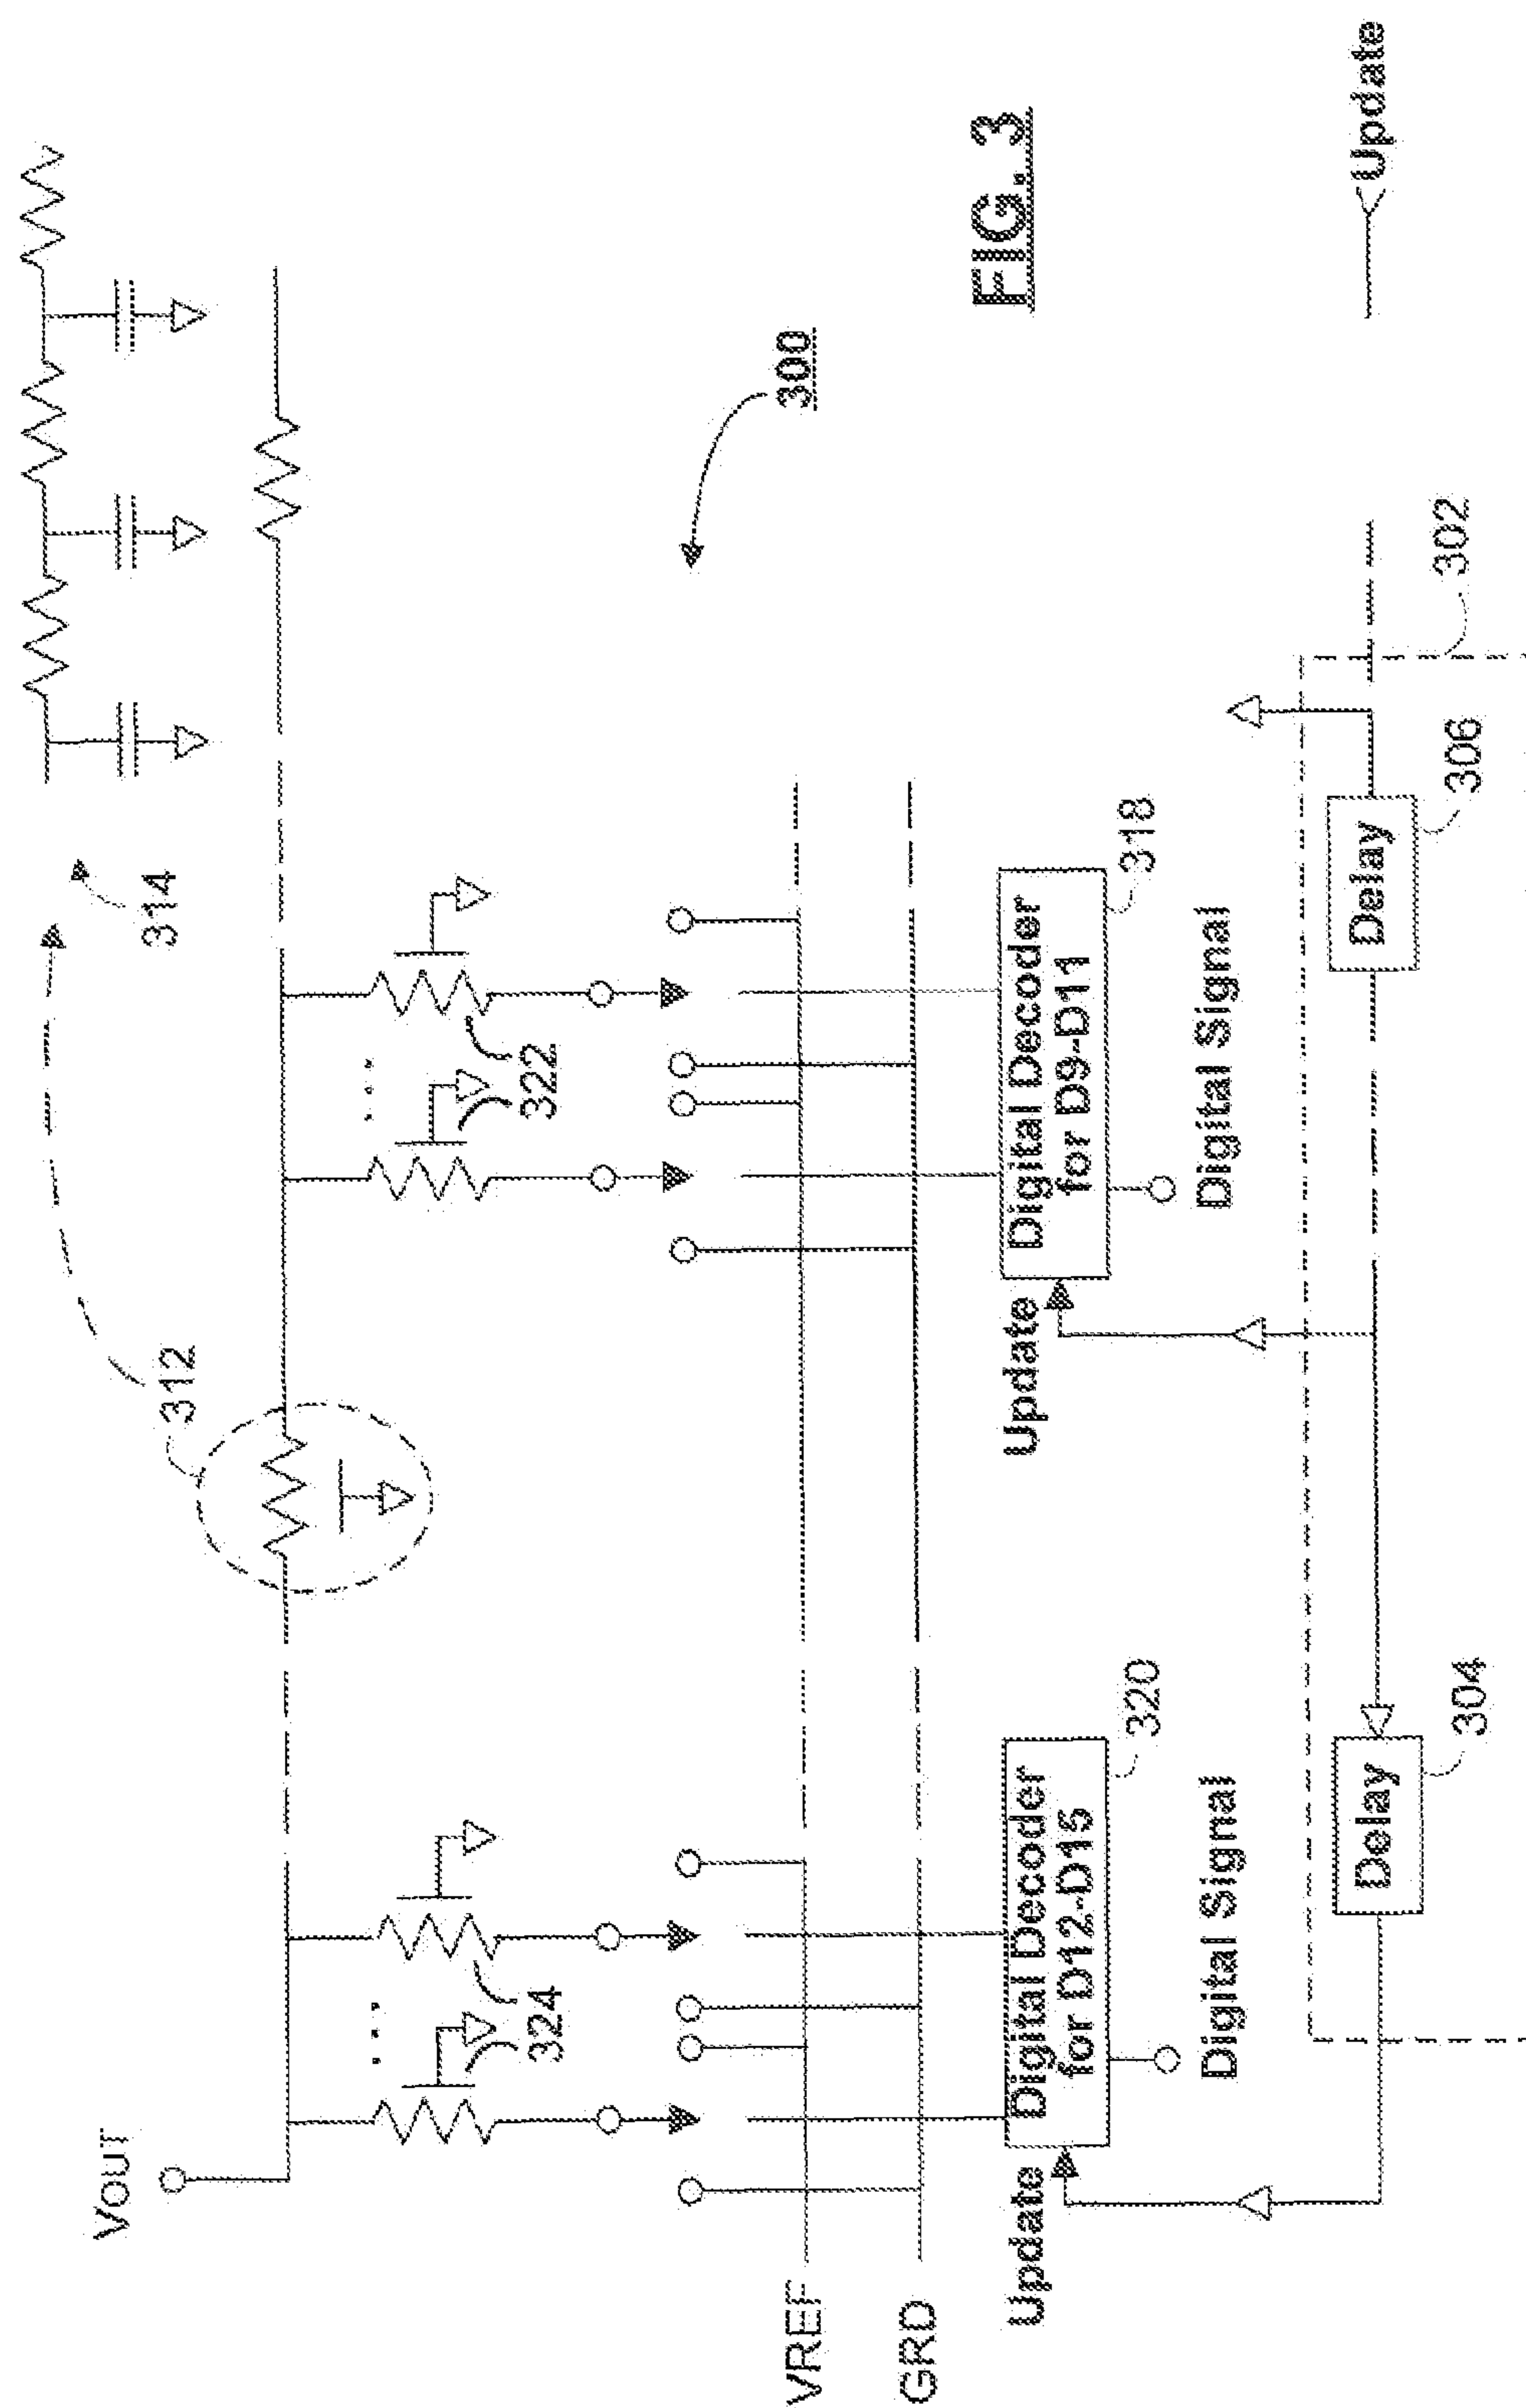 VOUT
312
314
324
322
300
VREF
GRD
FIG. 3
Update
Digital Decoder
for D12-D15
320
Digital Signal
Update
Digital Decoder
for D9-D11
318
Digital Signal
Delay
304
Delay
306
302
Update